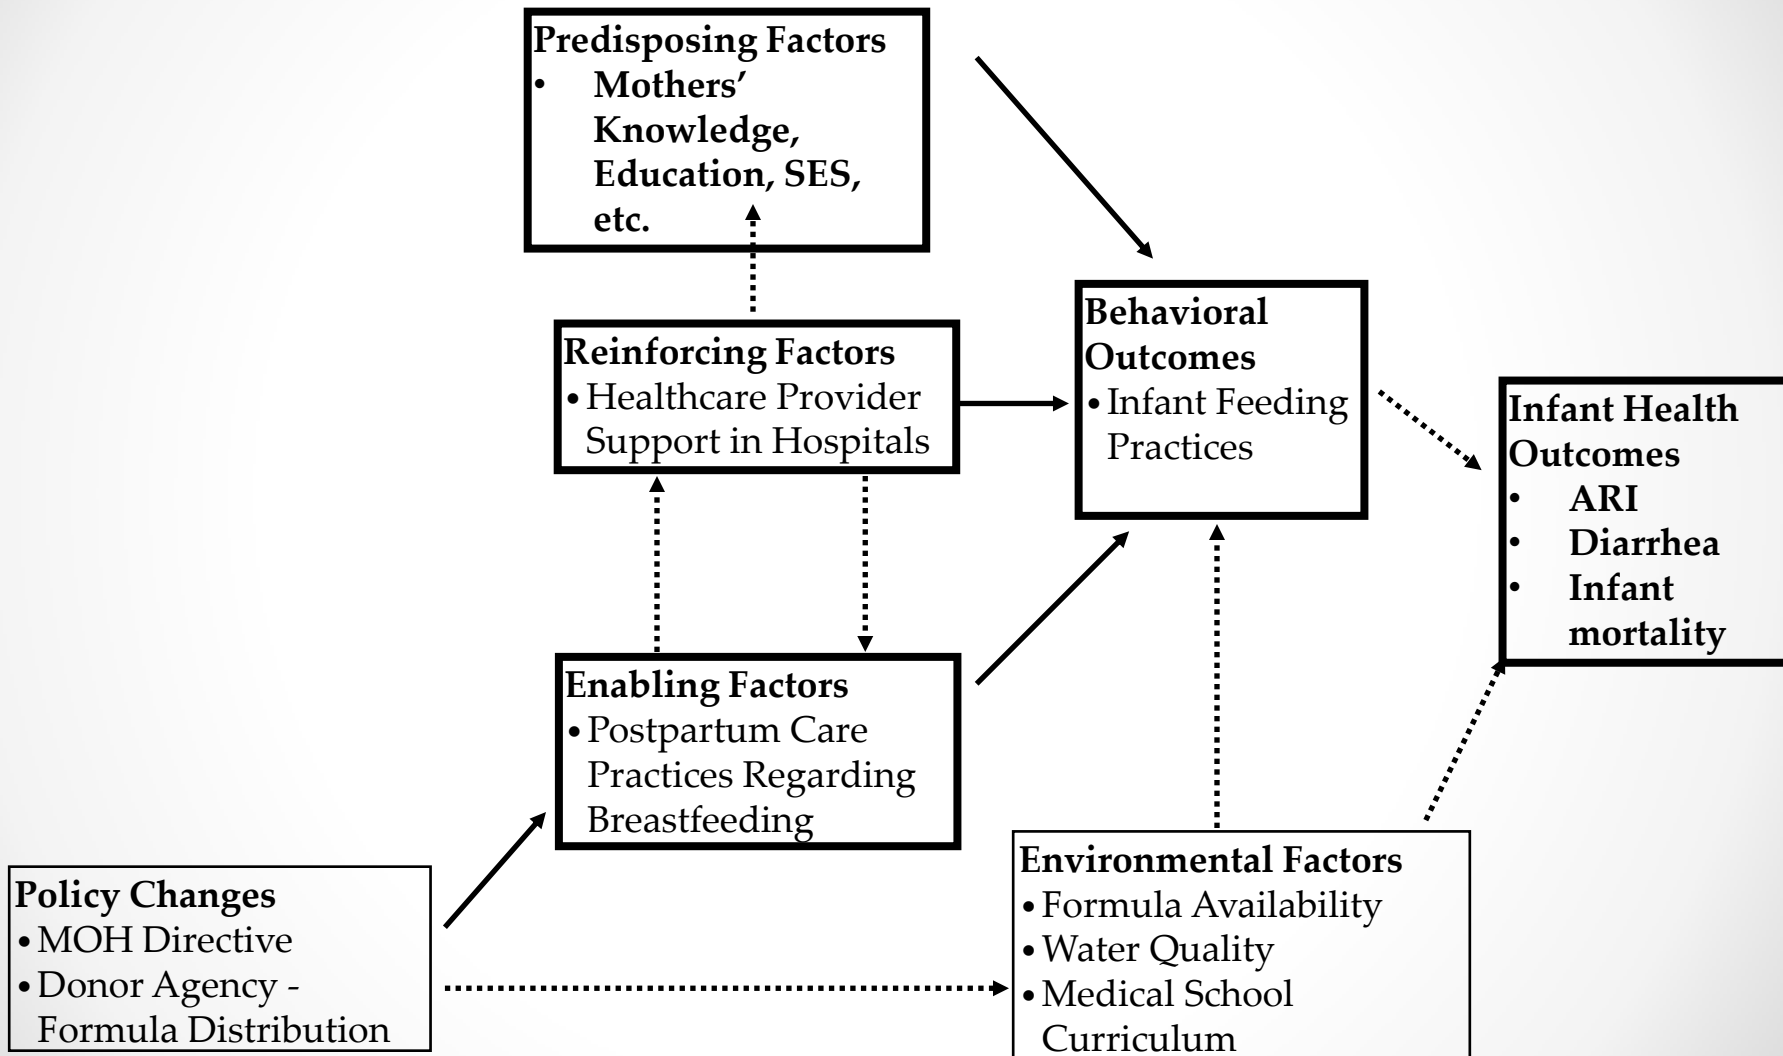 Predisposing Factors
• Mothers’
Knowledge,
Education, SES,
etc.
Reinforcing Factors
• Healthcare Provider
Support in Hospitals
Behavioral
Outcomes
• Infant Feeding
Practices
Infant Health
Outcomes
• ARI
• Diarrhea
• Infant
mortality
Enabling Factors
• Postpartum Care
Practices Regarding
Breastfeeding
Policy Changes
• MOH Directive
• Donor Agency -
Formula Distribution
Environmental Factors
• Formula Availability
• Water Quality
• Medical School
Curriculum